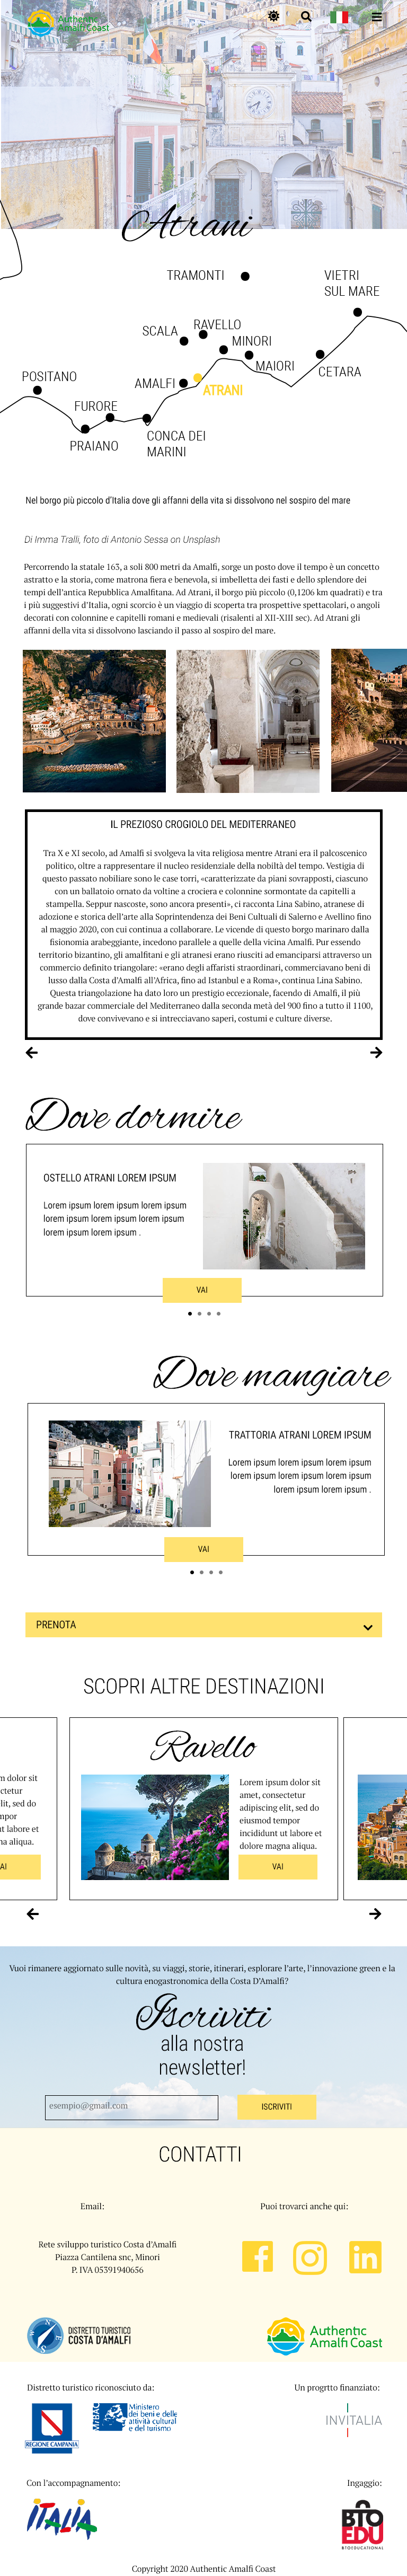 Authentic
Amalfi Coast
Atrani
TRAMONTI
VIETRI
SUL MARE
SCALA
RAVELLO
MINORI
MAIORI
CETARA
POSITANO
AMALFI
ATRANI
FURORE
PRAIANO
CONCA DEI
MARINI
Nel borgo più piccolo d'Italia dove gli affanni della vita si dissolvono nel sospiro del mare
Di Imma Tralli, foto di Antonio Sessa on Unsplash
Percorrendo la statale 163, a soli 800 metri da Amalfi, sorge un posto dove il tempo è un concetto
astratto e la storia, come matrona fiera e benevola, si imbelletta dei fasti e dello splendore dei
tempi dell'antica Repubblica Amalfitana. Ad Atrani, il borgo più piccolo (0,1206 km quadrati) e tra
i più suggestivi d'Italia, ogni scorcio è un viaggio di scoperta tra prospettive spettacolari, o angoli
decorati con colonnine e capitelli romani e medievali (risalenti al XII-XIII sec). Ad Atrani gli
affanni della vita si dissolvono lasciando il passo al sospiro del mare.
IL PREZIOSO CROGIOLO DEL MEDITERRANEO
Tra X e XI secolo, ad Amalfi si svolgeva la vita religiosa mentre Atrani era il palcoscenico
politico, oltre a rappresentare il nucleo residenziale della nobiltà del tempo. Vestigia di
questo passato nobiliare sono le case torri, «caratterizzate da piani sovrapposti, ciascuno
con un ballatoio ornato da voltine a crociera e colonnine sormontate da capitelli a
stampella. Seppur nascoste, sono ancora presenti», ci racconta Lina Sabino, atranese di
adozione e storica dell'arte alla Soprintendenza dei Beni Cultuali di Salerno e Avellino fino
al maggio 2020, con cui continua a collaborare. Le vicende di questo borgo marinaro dalla
fisionomia arabeggiante, incedono parallele a quelle della vicina Amalfi. Pur essendo
territorio bizantino, gli amalfitani e gli atranesi erano riusciti ad emanciparsi attraverso un
commercio definito triangolare: «erano degli affaristi straordinari, commerciavano beni di
lusso dalla Costa d'Amalfi all'Africa, fino ad Istanbul e a Roma», continua Lina Sabino.
Questa triangolazione ha dato loro un prestigio eccezionale, facendo di Amalfi, il più
grande bazar commerciale del Mediterraneo dalla seconda metà del 900 fino a tutto il 1100,
dove convivevano e si intrecciavano saperi, costumi e culture diverse.
Dove dormire
OSTELLO ATRANI LOREM IPSUM
Lorem ipsum lorem ipsum lorem ipsum
lorem ipsum lorem ipsum lorem ipsum
lorem ipsum lorem ipsum .
VAI
Dove mangiare
TRATTORIA ATRANI LOREM IPSUM
Lorem ipsum lorem ipsum lorem ipsum
lorem ipsum lorem ipsum lorem ipsum
lorem ipsum lorem ipsum .
VAI
PRENOTA
SCOPRI ALTRE DESTINAZIONI
m dolor sit
ctetur
lit, sed do
mpor
ut labore et
na aliqua.
AI
Ravello
Lorem ipsum dolor sit
amet, consectetur
adipiscing elit, sed do
eiusmod tempor
incididunt ut labore et
dolore magna aliqua.
VAI
Vuoi rimanere aggiornato sulle novità, su viaggi, storie, itinerari, esplorare l'arte, l'innovazione green e la
cultura enogastronomica della Costa D'Amalfi?
Iscriviti
alla nostra
newsletter!
esempio@gmail.com
ISCRIVITI
CONTATTI
Email:
Puoi trovarci anche qui:
Rete sviluppo turistico Costa d'Amalfi
Piazza Cantilena snc, Minori
P. IVA 05391940656
DISTRETTO TURISTICO
COSTA D'AMALFI
Authentic
Amalfi Coast
Distretto turistico riconosciuto da:
Un progrtto finanziato:
REGIONE CAMPANIA
MiBAC
Ministero
dei beni e delle
attività culturali
e del turismo
INVITALIA
Con l'accompagnamento:
Ingaggio:
ITALIA
BTO
EDU
BTOEDUCATIONAL
Copyright 2020 Authentic Amalfi Coast